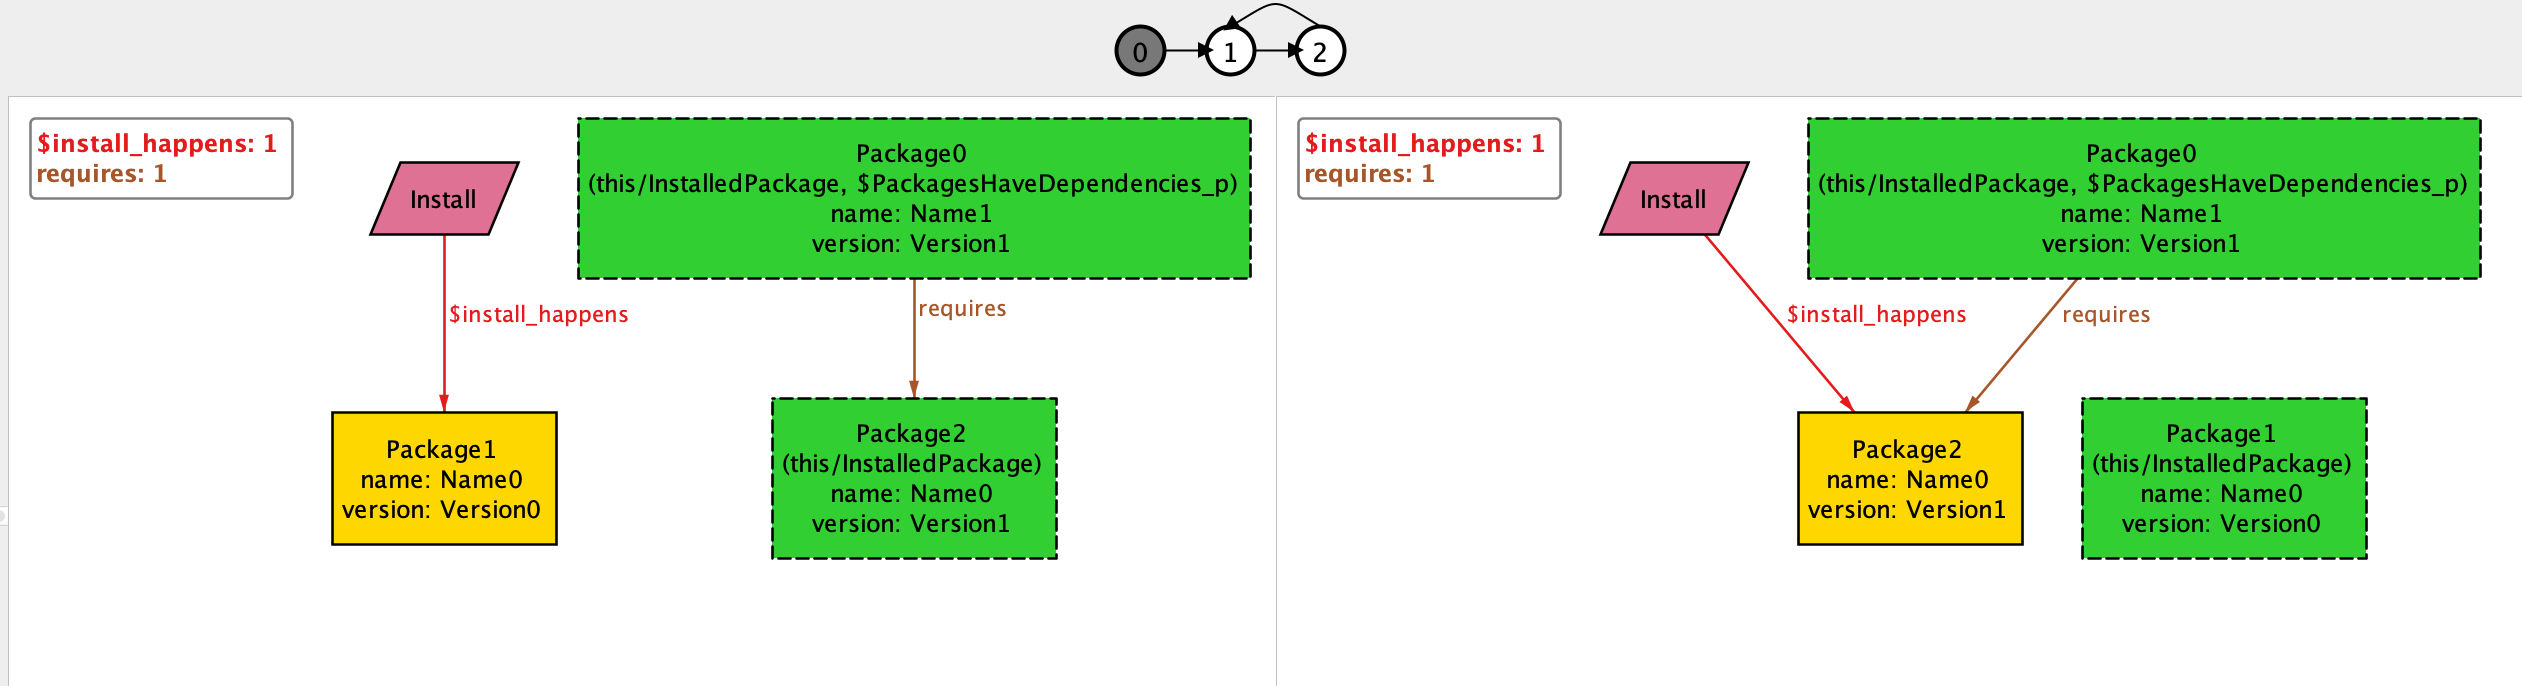 0
1
2
$install_happens: 1
requires: 1
Install
Package0
(this/InstalledPackage, $PackagesHaveDependencies_p)
name: Name1
version: Version1
$install_happens
requires
Package1
name: Name0
version: Version0
Package2
(this/InstalledPackage)
name: Name0
version: Version1
$install_happens: 1
requires: 1
Install
Package0
(this/InstalledPackage, $PackagesHaveDependencies_p)
name: Name1
version: Version1
$install_happens
requires
Package2
name: Name0
version: Version1
Package1
(this/InstalledPackage)
name: Name0
version: Version0